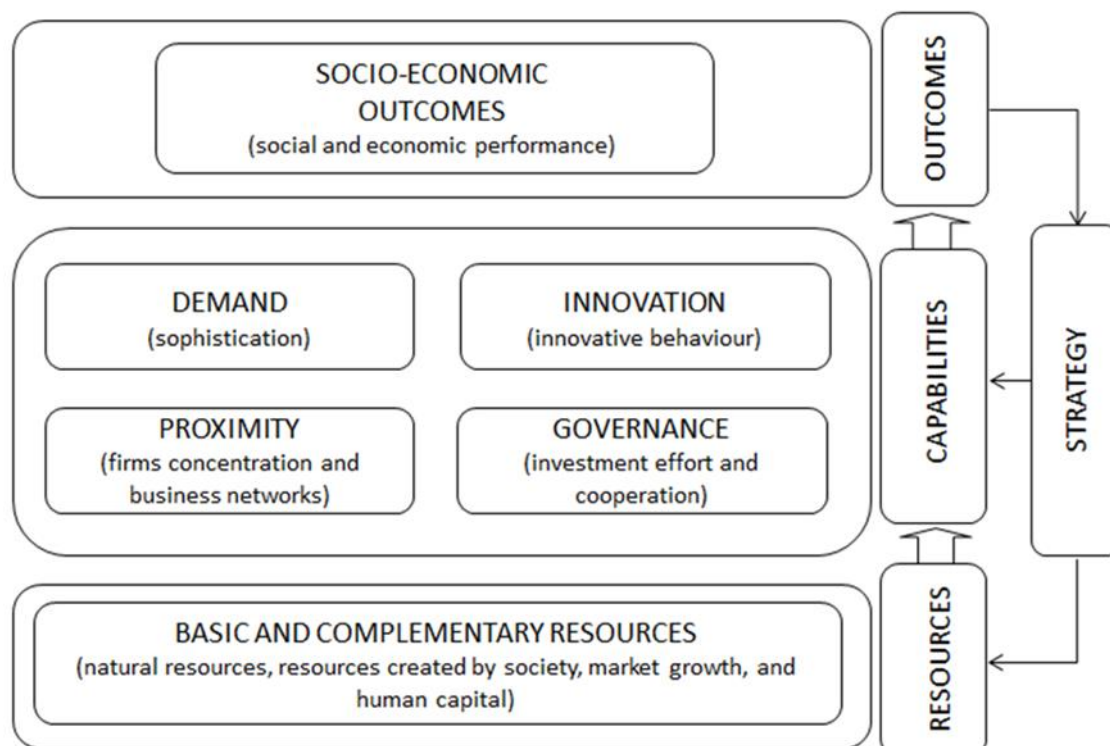 SOCIO-ECONOMIC
OUTCOMES
(social and economic performance)
OUTCOMES
DEMAND
(sophistication)
INNOVATION
(innovative behaviour)
PROXIMITY
(firms concentration and
business networks)
GOVERNANCE
(investment effort and
cooperation)
CAPABILITIES
STRATEGY
BASIC AND COMPLEMENTARY RESOURCES
(natural resources, resources created by society, market growth, and
human capital)
RESOURCES